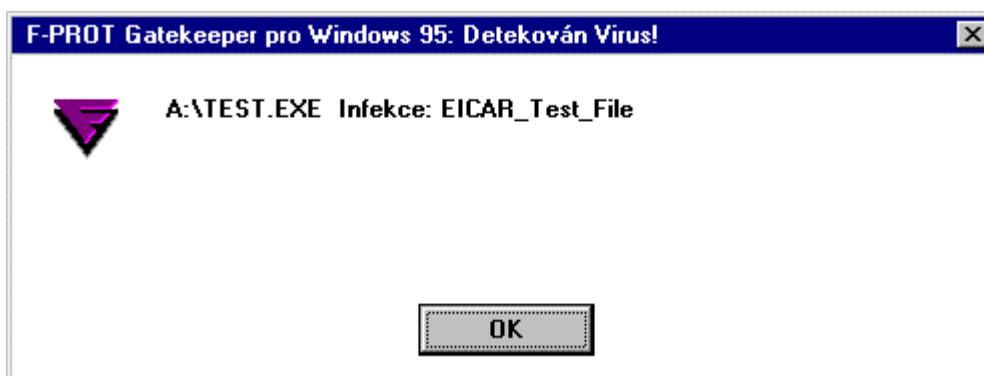 F-PROT Gatekeeper pro Windows 95: Detekován Virus!
A:\TEST.EXE Infekce: EICAR_Test_File
OK